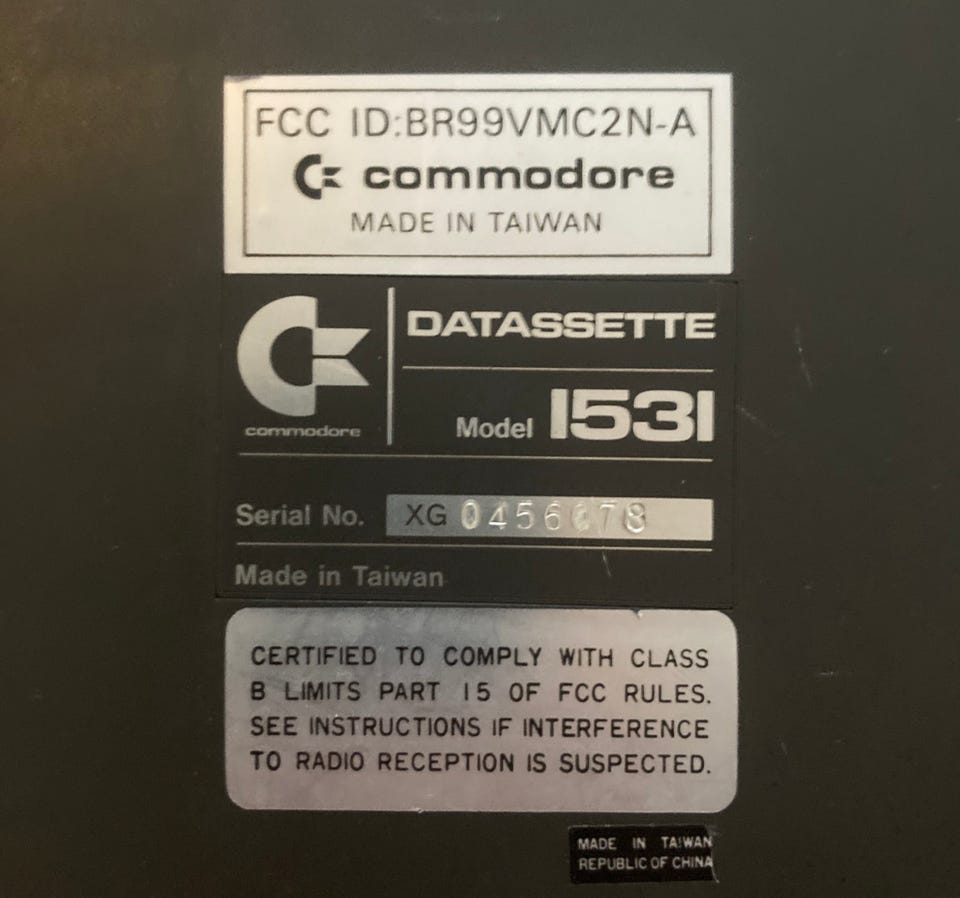 FCC ID:BR99VMC2N-A
commodore
MADE IN TAIWAN
commodore
DATASSETTE
Model 1531
Serial No. XG
Made in Taiwan
CERTIFIED TO COMPLY WITH CLASS
B LIMITS PART 15 OF FCC RULES.
SEE INSTRUCTIONS IF INTERFERENCE
TO RADIO RECEPTION IS SUSPECTED.
MADE IN TAIWAN
REPUBLIC OF CHINA